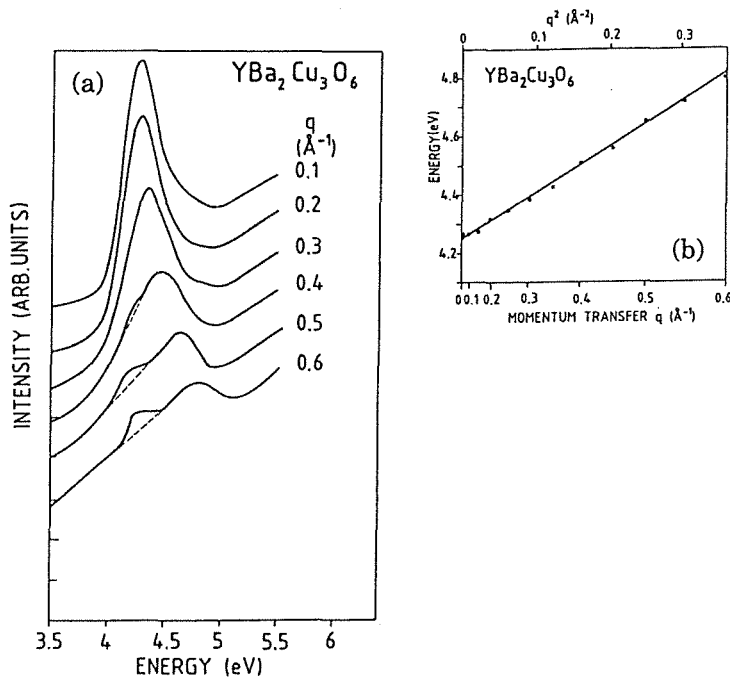 (a) YBa₂Cu₃O₆
q
(Å⁻¹)
0.1
0.2
0.3
0.4
0.5
0.6
INTENSITY (ARB.UNITS)
3.5 4 4.5 5 5.5 6
ENERGY (eV)
q² (Å⁻²)
0 0.1 0.2 0.3
YBa₂Cu₃O₆
4.8
4.6
4.4
4.2
ENERGY(eV)
(b)
0 0.1 0.2 0.3 0.4 0.5 0.6
MOMENTUM TRANSFER q (Å⁻¹)